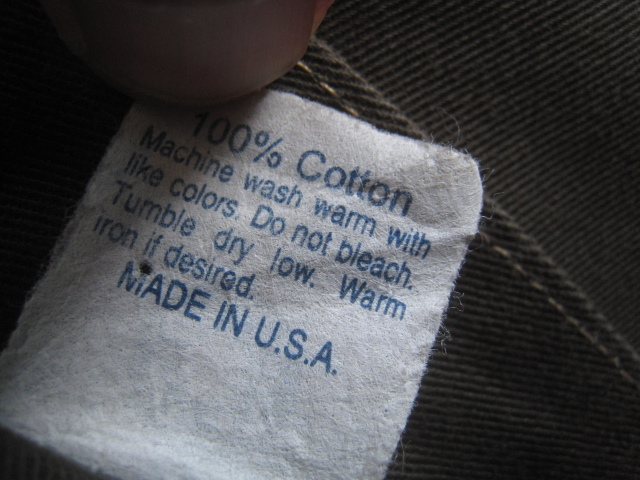 100% Cotton
Machine wash warm with
like colors. Do not bleach.
Tumble dry low. Warm
iron if desired.
MADE IN U.S.A.